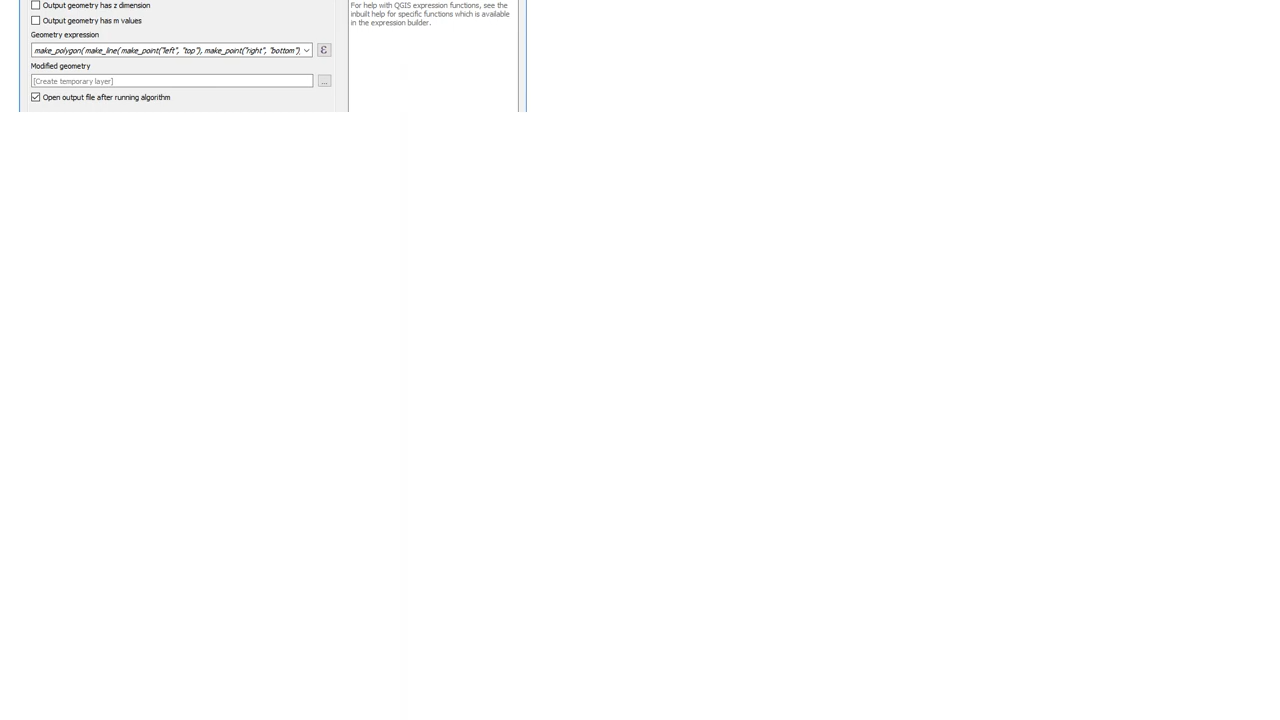 Output geometry has z dimension
Output geometry has m values
Geometry expression
make_polygon( make_line( make_point("left", "top"), make_point("right", "bottom"),
ε
Modified geometry
[Create temporary layer]
...
Open output file after running algorithm
For help with QGIS expression functions, see the
inbuilt help for specific functions which is available
in the expression builder.